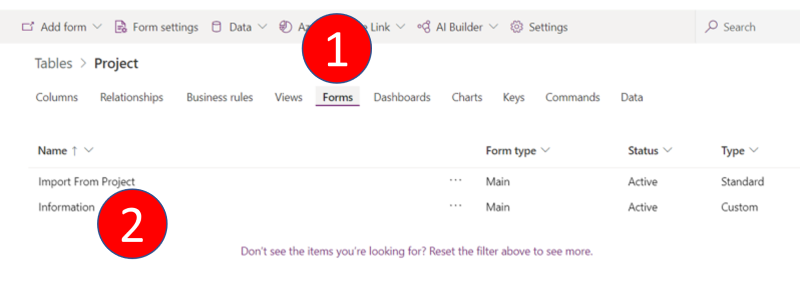 Add form Form settings Data Link AI Builder Settings Search
1
Tables > Project
Columns Relationships Business rules Views Forms Dashboards Charts Keys Commands Data
Name ↑ Form type Status Type
Import From Project ... Main Active Standard
Information ... Main Active Custom
2
Don't see the items you're looking for? Reset the filter above to see more.